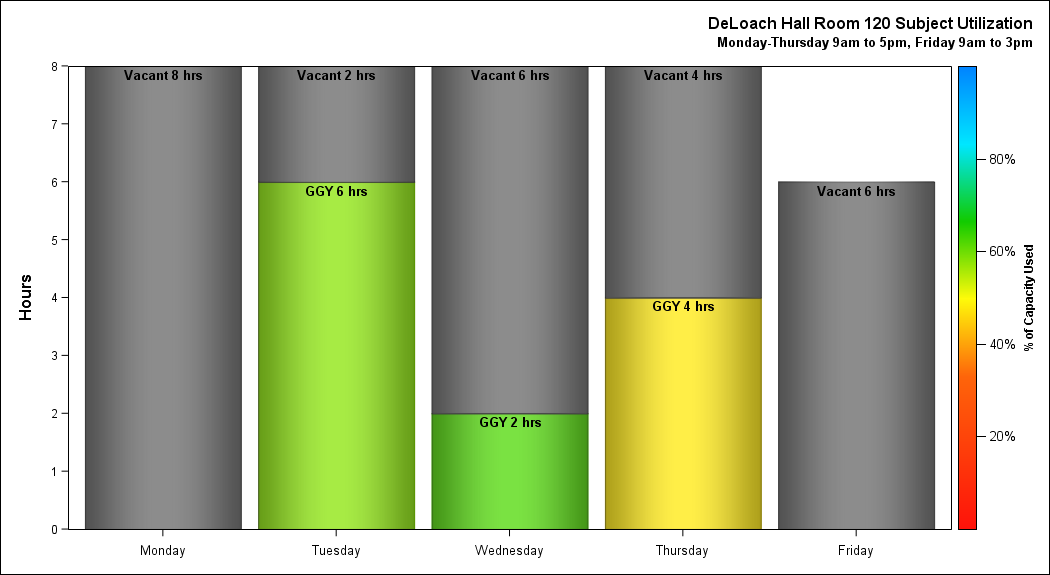 DeLoach Hall Room 120 Subject Utilization
Monday-Thursday 9am to 5pm, Friday 9am to 3pm
Hours
8
7
6
5
4
3
2
1
0
Vacant 8 hrs
Vacant 2 hrs
GGY 6 hrs
Vacant 6 hrs
GGY 2 hrs
Vacant 4 hrs
GGY 4 hrs
Vacant 6 hrs
Monday
Tuesday
Wednesday
Thursday
Friday
80%
60%
40%
20%
% of Capacity Used